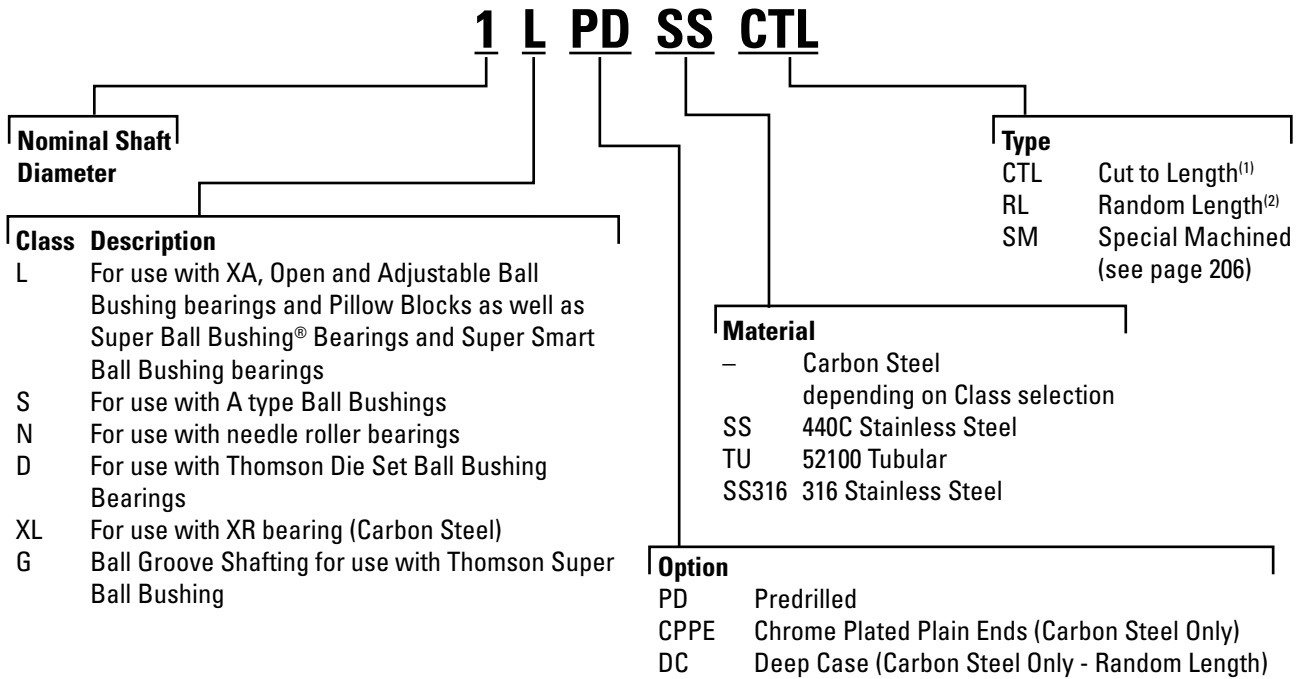 1 L PD SS CTL
Nominal Shaft
Diameter
Class Description
L For use with XA, Open and Adjustable Ball
Bushing bearings and Pillow Blocks as well as
Super Ball Bushing® Bearings and Super Smart
Ball Bushing bearings
S For use with A type Ball Bushings
N For use with needle roller bearings
D For use with Thomson Die Set Ball Bushing
Bearings
XL For use with XR bearing (Carbon Steel)
G Ball Groove Shafting for use with Thomson Super
Ball Bushing
Type
CTL Cut to Length(1)
RL Random Length(2)
SM Special Machined
(see page 206)
Material
– Carbon Steel
depending on Class selection
SS 440C Stainless Steel
TU 52100 Tubular
SS316 316 Stainless Steel
Option
PD Predrilled
CPPE Chrome Plated Plain Ends (Carbon Steel Only)
DC Deep Case (Carbon Steel Only - Random Length)